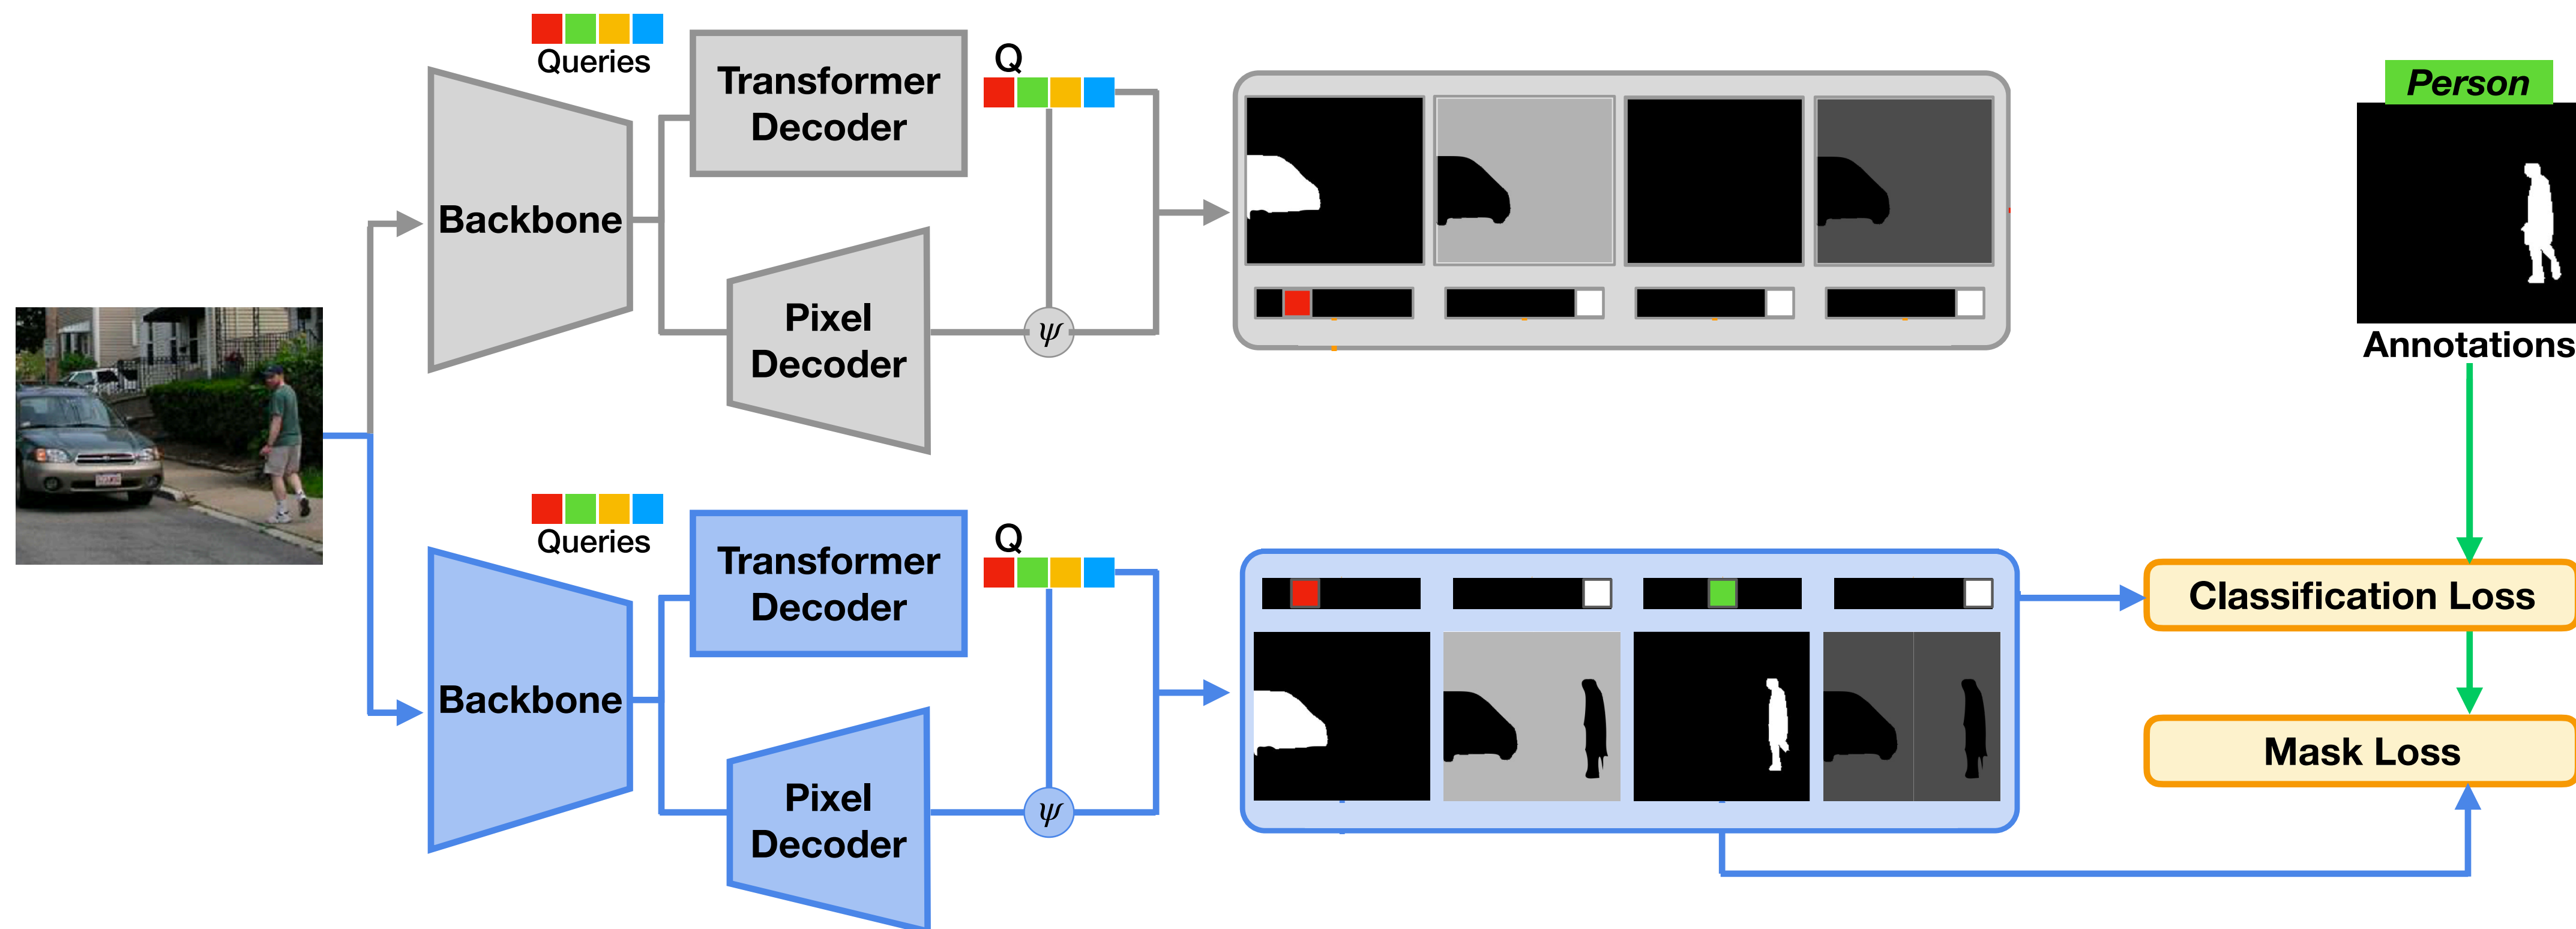 Queries
Transformer
Decoder
Q
Backbone
Pixel
Decoder
ψ
Person
Annotations
Queries
Transformer
Decoder
Q
Backbone
Pixel
Decoder
ψ
Classification Loss
Mask Loss